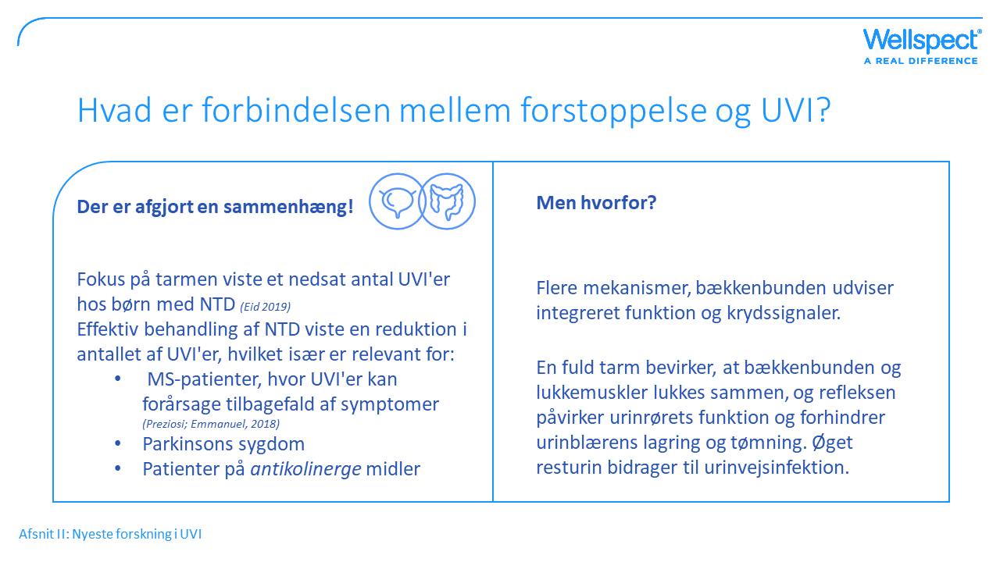 Wellspect®
A REAL DIFFERENCE
Hvad er forbindelsen mellem forstoppelse og UVI?
Der er afgjort en sammenhæng!
Fokus på tarmen viste et nedsat antal UVI'er
hos børn med NTD (Eid 2019)
Effektiv behandling af NTD viste en reduktion i
antallet af UVI'er, hvilket især er relevant for:
• MS-patienter, hvor UVI'er kan
forårsage tilbagefald af symptomer
(Preziosi; Emmanuel, 2018)
• Parkinsons sygdom
• Patienter på antikolinerge midler
Men hvorfor?
Flere mekanismer, bækkenbunden udviser
integreret funktion og krydssignaler.
En fuld tarm bevirker, at bækkenbunden og
lukkemuskler lukkes sammen, og refleksen
påvirker urinrørets funktion og forhindrer
urinblærens lagring og tømning. Øget
resturin bidrager til urinvejsinfektion.
Afsnit II: Nyeste forskning i UVI